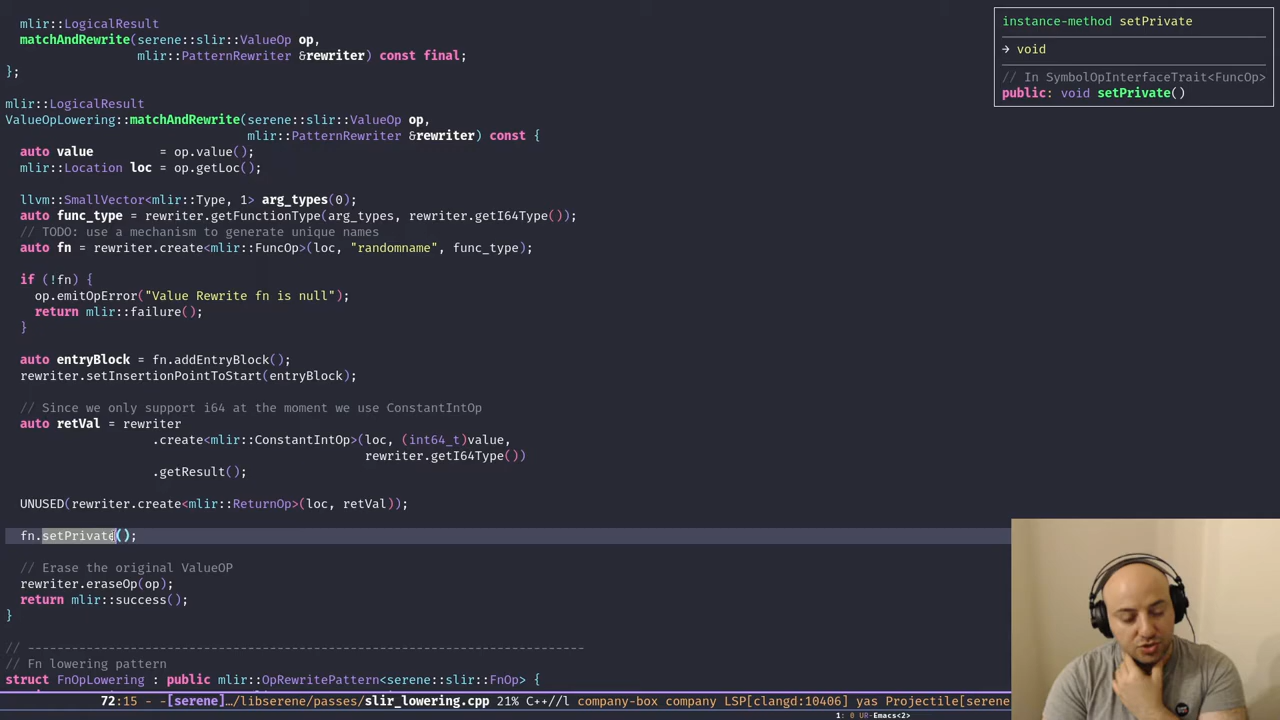 mlir::LogicalResult
matchAndRewrite(serene::slir::ValueOp op,
mlir::PatternRewriter &rewriter) const final;
};
mlir::LogicalResult
ValueOpLowering::matchAndRewrite(serene::slir::ValueOp op,
mlir::PatternRewriter &rewriter) const {
auto value = op.value();
mlir::Location loc = op.getLoc();
llvm::SmallVector<mlir::Type, 1> arg_types(0);
auto func_type = rewriter.getFunctionType(arg_types, rewriter.getI64Type());
// TODO: use a mechanism to generate unique names
auto fn = rewriter.create<mlir::FuncOp>(loc, "randomname", func_type);
if (!fn) {
op.emitOpError("Value Rewrite fn is null");
return mlir::failure();
}
auto entryBlock = fn.addEntryBlock();
rewriter.setInsertionPointToStart(entryBlock);
// Since we only support i64 at the moment we use ConstantIntOp
auto retVal = rewriter
.create<mlir::ConstantIntOp>(loc, (int64_t)value,
rewriter.getI64Type())
.getResult();
UNUSED(rewriter.create<mlir::ReturnOp>(loc, retVal));
fn.setPrivate();
// Erase the original ValueOP
rewriter.eraseOp(op);
return mlir::success();
}
// -----------------------------------------------------------------------------
// Fn lowering pattern
struct FnOpLowering : public mlir::OpRewritePattern<serene::slir::FnOp> {
72:15 - -[serene]…/libserene/passes/slir_lowering.cpp 21% C++//l company-box company LSP[clangd:10406] yas Projectile[serene
1: 0 UR-Emacs<2>
instance-method setPrivate
→ void
// In SymbolOpInterfaceTrait<FuncOp>
public: void setPrivate()